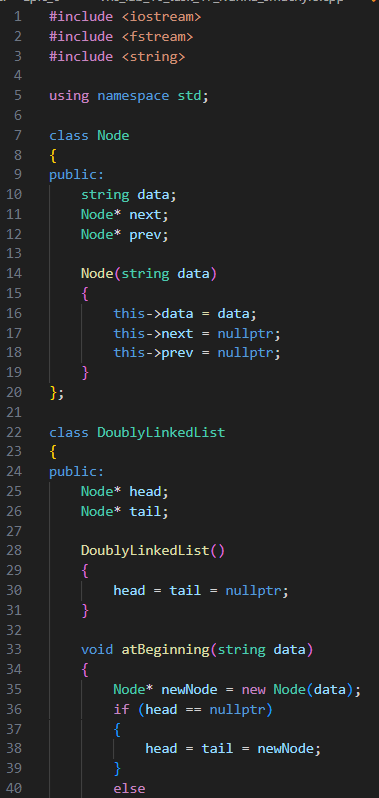 1 #include <iostream>
2 #include <fstream>
3 #include <string>
4
5 using namespace std;
6
7 class Node
8 {
9 public:
10     string data;
11     Node* next;
12     Node* prev;
13
14     Node(string data)
15     {
16         this->data = data;
17         this->next = nullptr;
18         this->prev = nullptr;
19     }
20 };
21
22 class DoublyLinkedList
23 {
24 public:
25     Node* head;
26     Node* tail;
27
28     DoublyLinkedList()
29     {
30         head = tail = nullptr;
31     }
32
33     void atBeginning(string data)
34     {
35         Node* newNode = new Node(data);
36         if (head == nullptr)
37         {
38             head = tail = newNode;
39         }
40         else